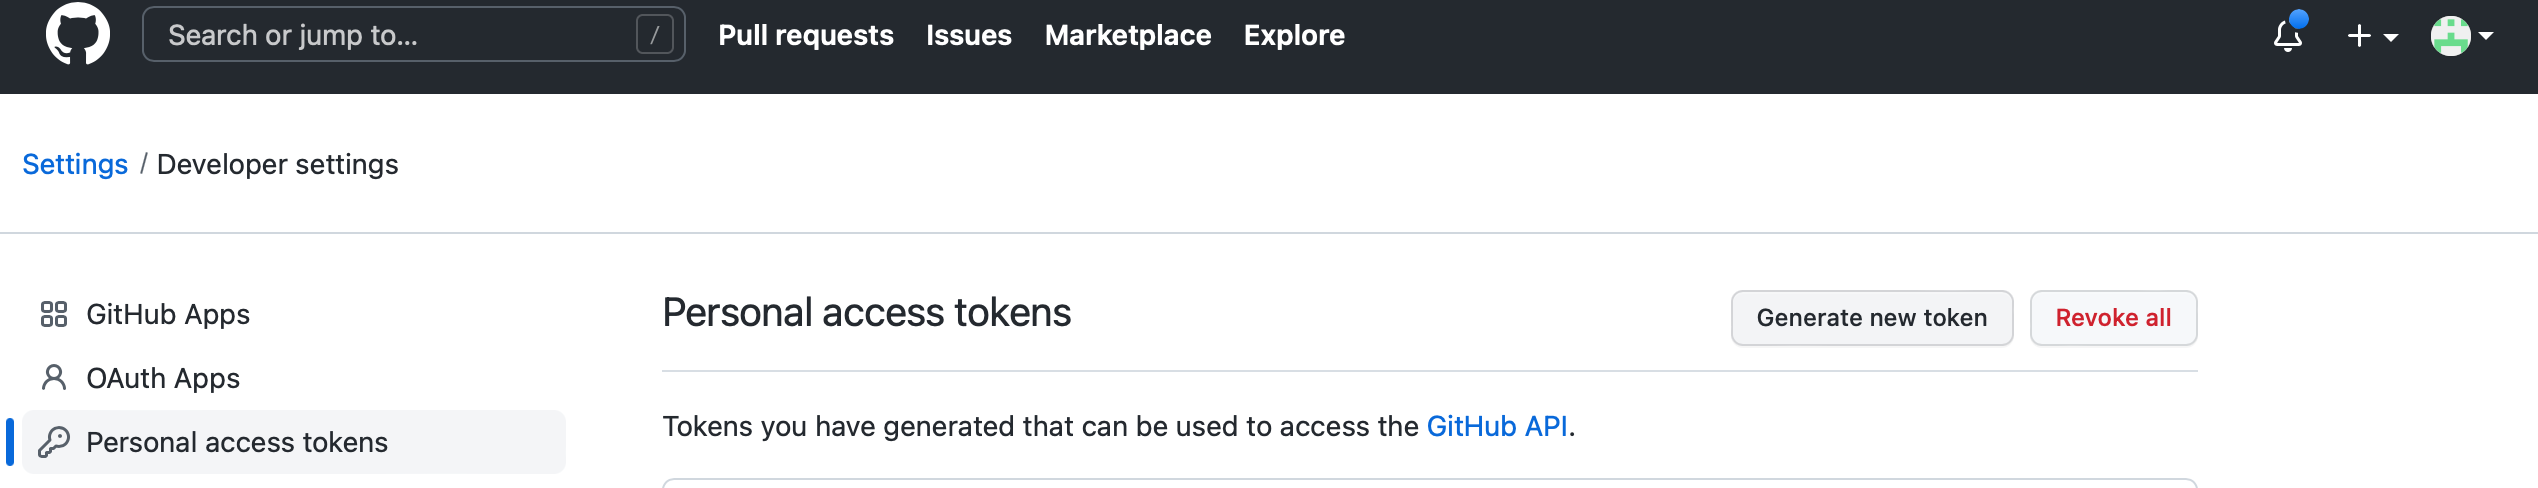 Search or jump to... /
Pull requests Issues Marketplace Explore
Settings / Developer settings
GitHub Apps
OAuth Apps
Personal access tokens
Personal access tokens
Generate new token
Revoke all
Tokens you have generated that can be used to access the GitHub API.